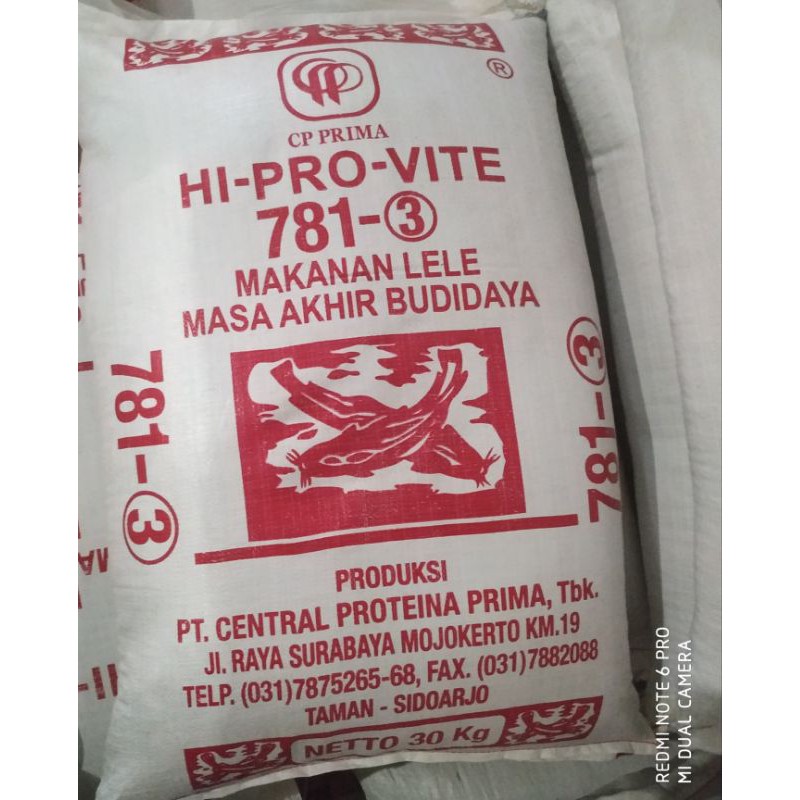 CP PRIMA
®
HI-PRO-VITE
781-③
MAKANAN LELE
MASA AKHIR BUDIDAYA
781-③
781-③
PRODUKSI
PT. CENTRAL PROTEINA PRIMA, Tbk.
Jl. RAYA SURABAYA MOJOKERTO KM.19
TELP. (031)7875265-68, FAX. (031)7882088
TAMAN - SIDOARJO
NETTO 30 Kg
REDMI NOTE 6 PRO
MI DUAL CAMERA